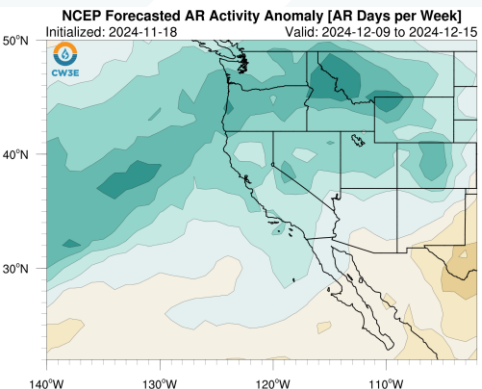 NCEP Forecasted AR Activity Anomaly [AR Days per Week]
Initialized: 2024-11-18 Valid: 2024-12-09 to 2024-12-15
50°N
CW3E
40°N
30°N
140°W 130°W 120°W 110°W